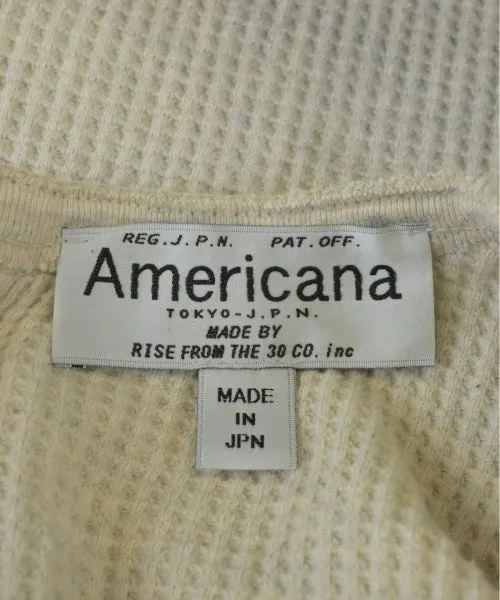 REG.J.P.N. PAT.OFF.
Americana
TOKYO-J.P.N.
MADE BY
RISE FROM THE 30 CO. inc
MADE
IN
JPN